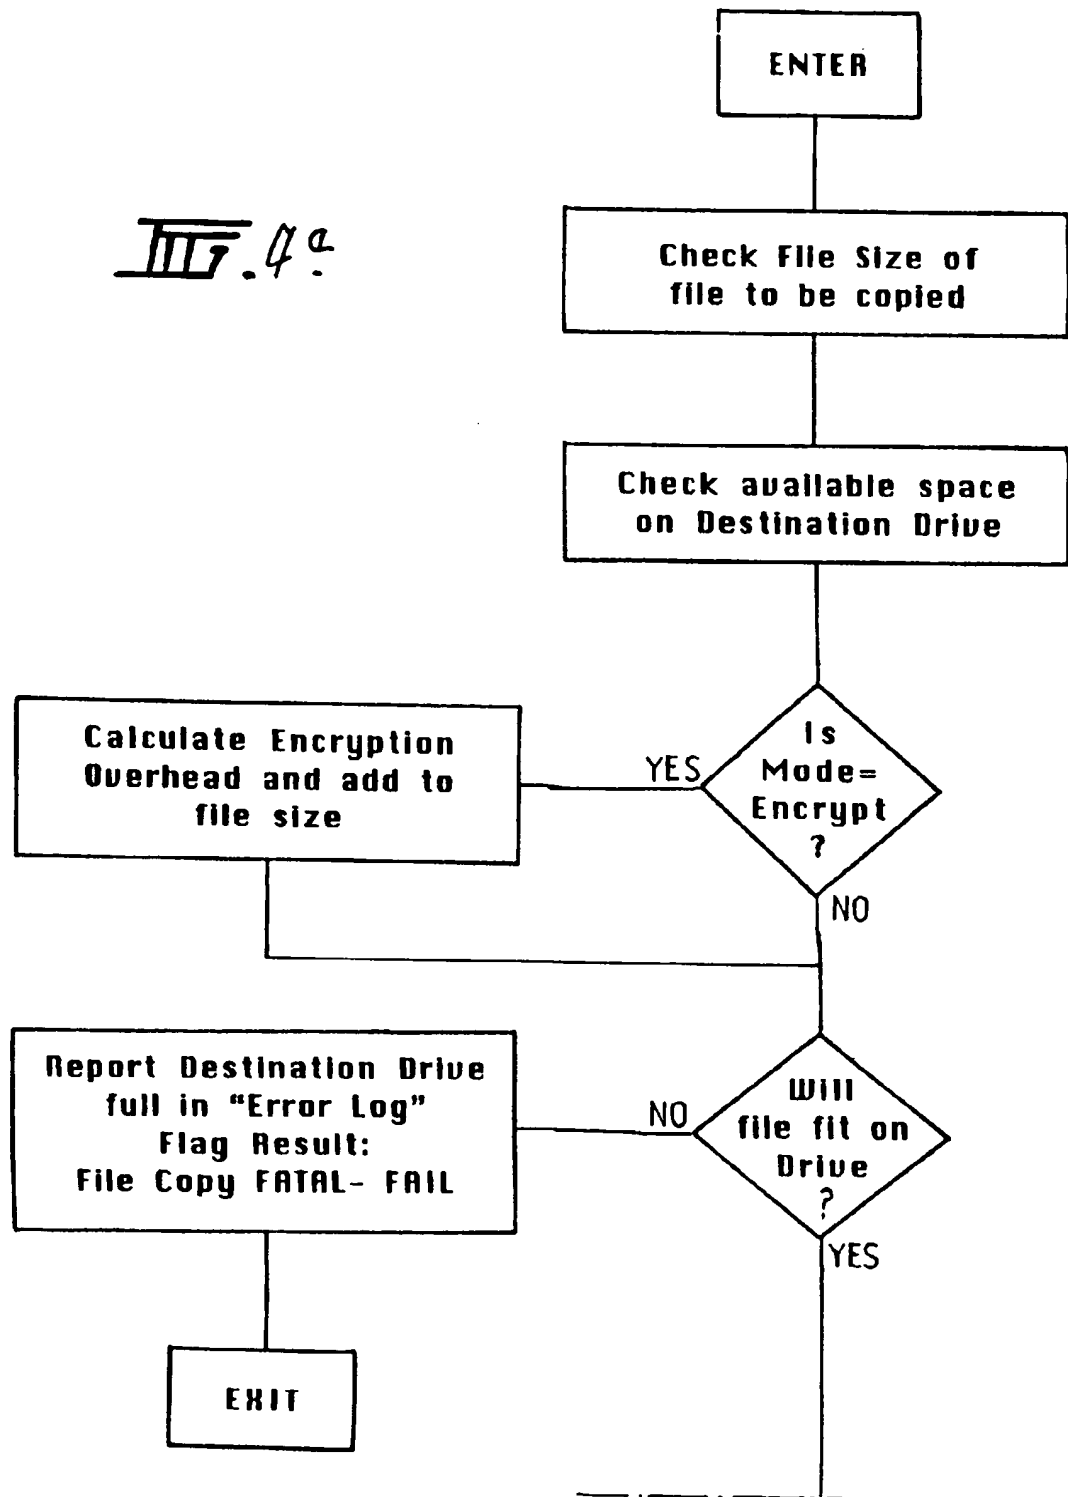 ENTER
FIG. 4a
Check File Size of
file to be copied
Check available space
on Destination Drive
Is
Mode=
Encrypt
?
YES
NO
Calculate Encryption
Overhead and add to
file size
Will
file fit on
Drive
?
NO
YES
Report Destination Drive
full in “Error Log”
Flag Result:
File Copy FATAL- FAIL
EXIT